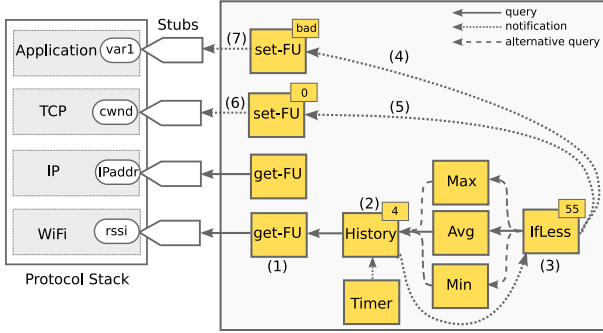 Stubs
query
notification
alternative query
Application
var1
(7)
set-FU
bad
(4)
TCP
cwnd
(6)
set-FU
0
(5)
IP
IPaddr
get-FU
Max
WiFi
rssi
get-FU
(1)
(2)
4
History
Avg
55
IfLess
(3)
Min
Timer
Protocol Stack